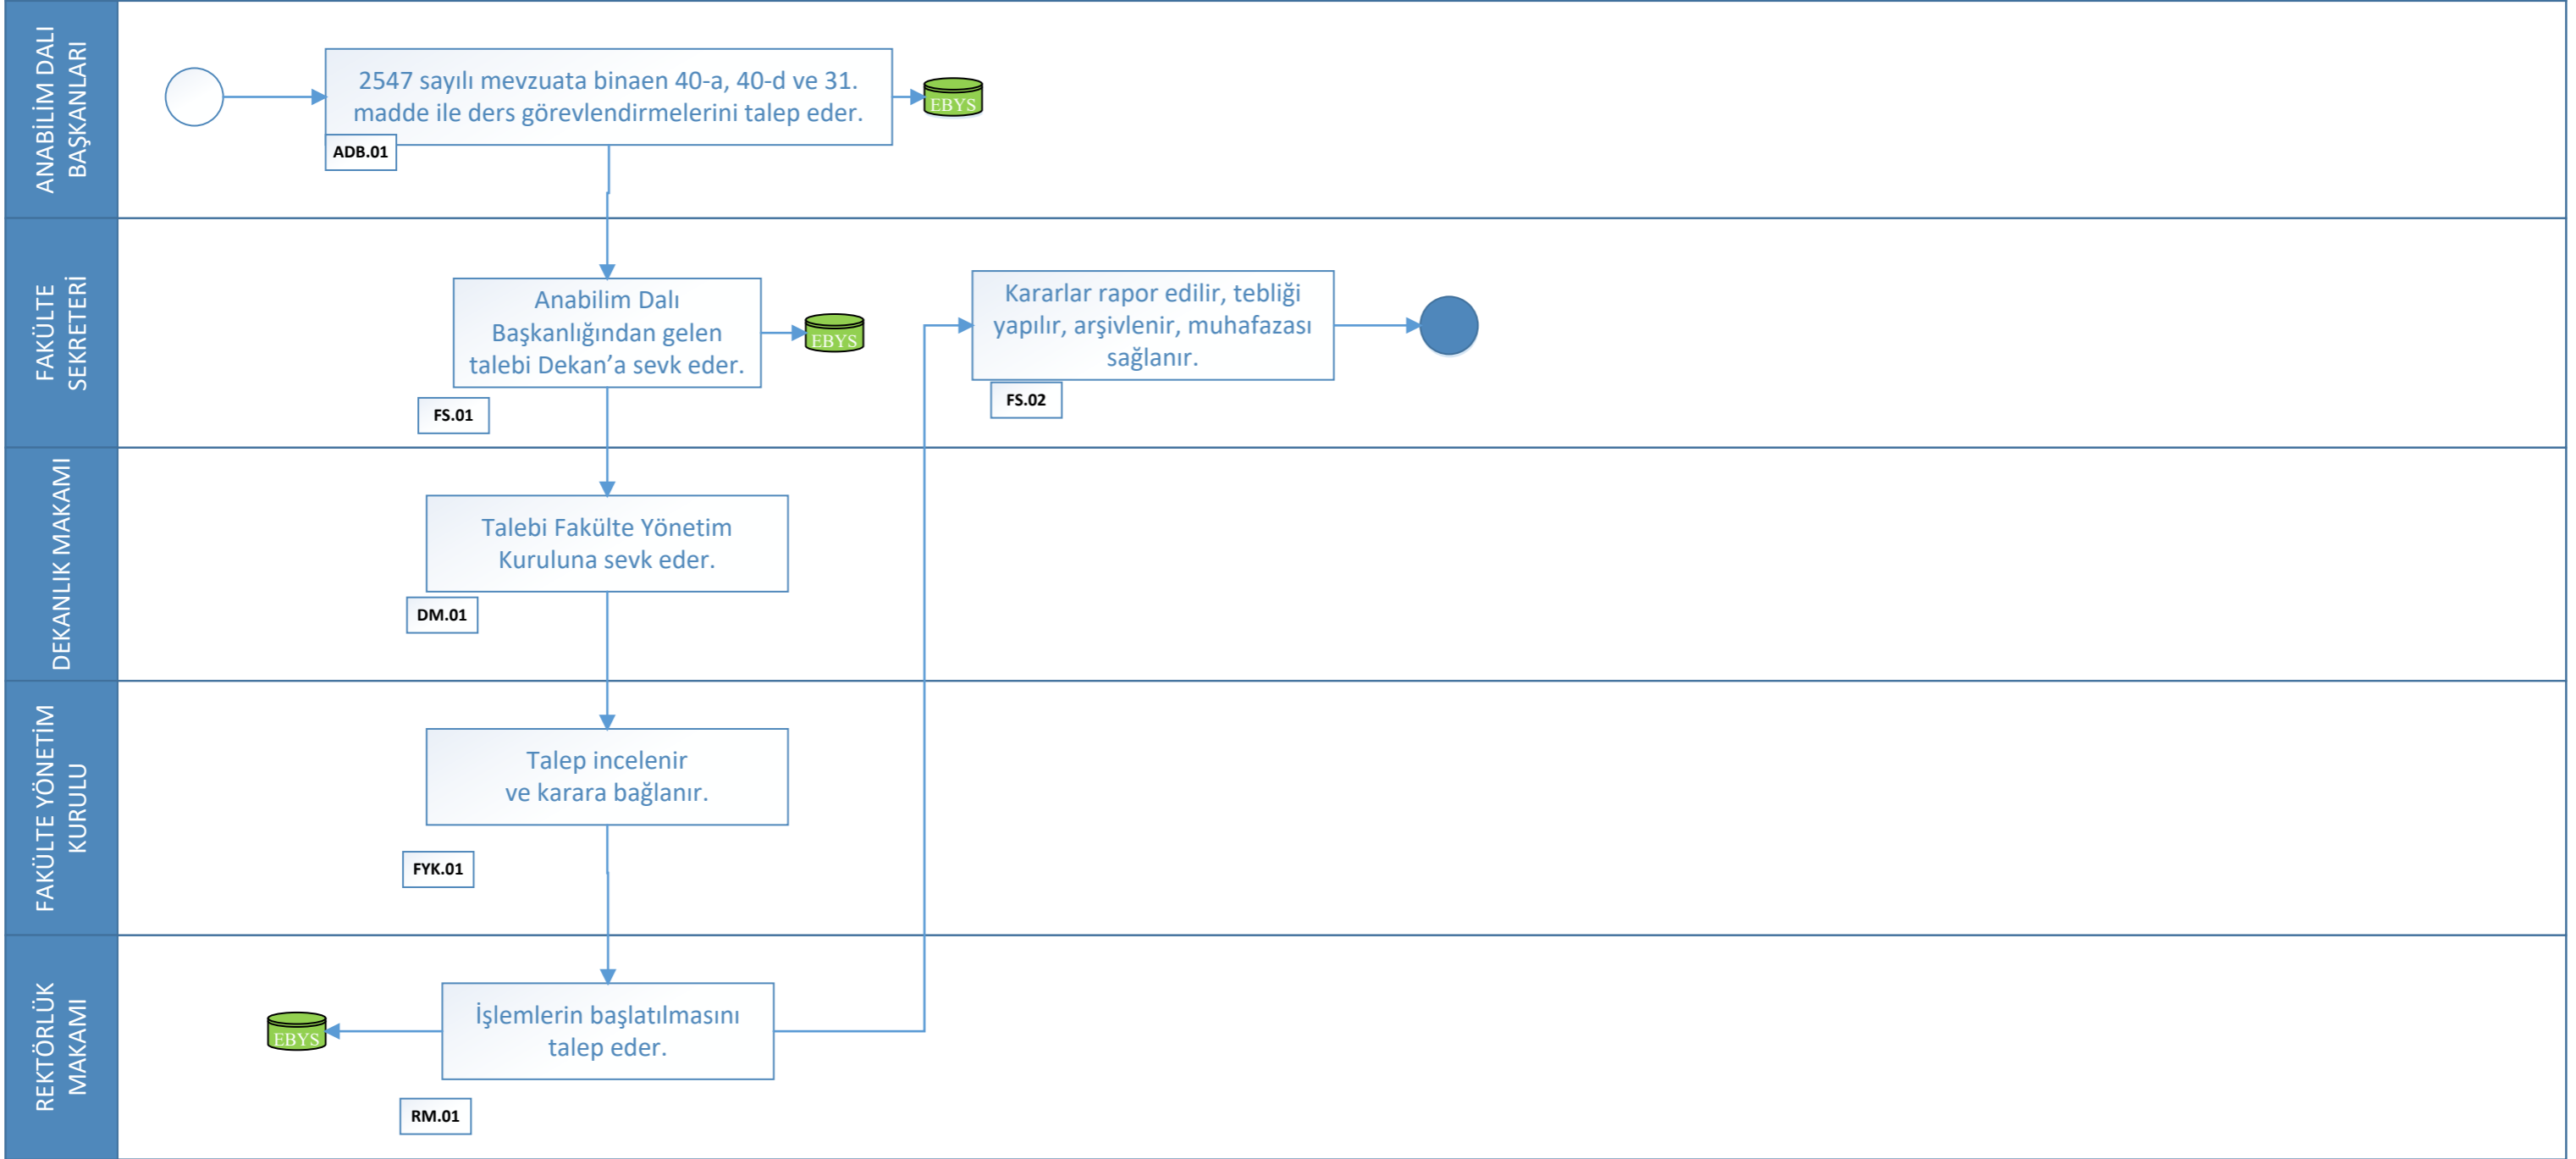 ANABİLİM DALI
BAŞKANLARI
2547 sayılı mevzuata binaen 40-a, 40-d ve 31.
madde ile ders görevlendirmelerini talep eder.
EBYS
ADB.01
FAKÜLTE
SEKRETERİ
Anabilim Dalı
Başkanlığından gelen
talebi Dekan’a sevk eder.
EBYS
FS.01
Kararlar rapor edilir, tebliği
yapılır, arşivlenir, muhafazası
sağlanır.
FS.02
DEKANLIK MAKAMI
Talebi Fakülte Yönetim
Kuruluna sevk eder.
DM.01
FAKÜLTE YÖNETİM
KURULU
Talep incelenir
ve karara bağlanır.
FYK.01
REKTÖRLÜK
MAKAMI
EBYS
İşlemlerin başlatılmasını
talep eder.
RM.01